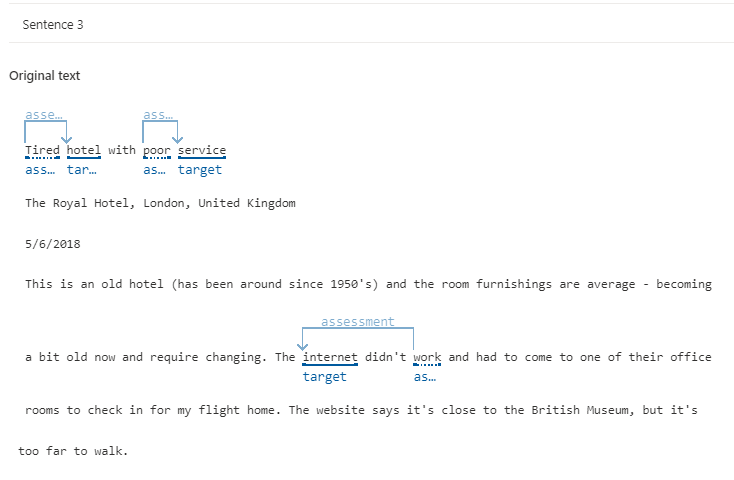 Sentence 3
Original text
asse... ass...
Tired hotel with poor service
ass... tar... as... target
The Royal Hotel, London, United Kingdom
5/6/2018
This is an old hotel (has been around since 1950's) and the room furnishings are average - becoming
assessment
a bit old now and require changing. The internet didn't work and had to come to one of their office
target as...
rooms to check in for my flight home. The website says it's close to the British Museum, but it's
too far to walk.